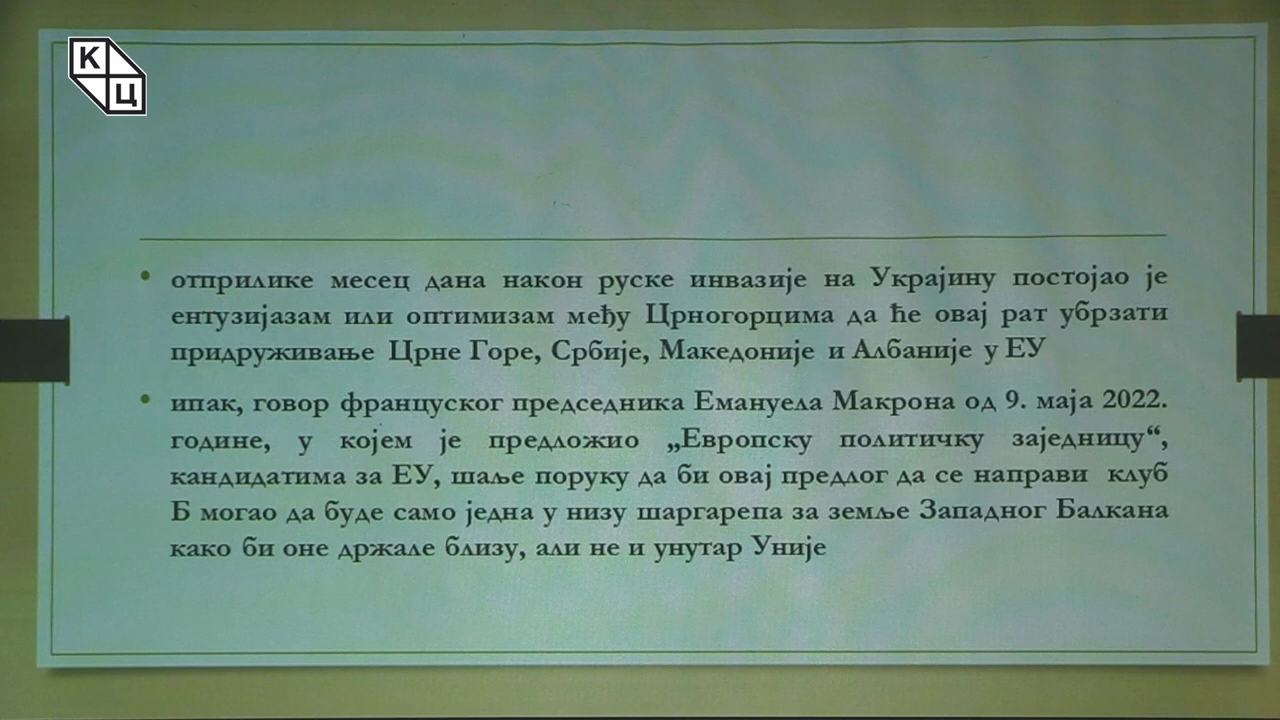 К
Ц
• отприлике месец дана након руске инвазије на Украјину постојао је
ентузијазам или оптимизам међу Црногорцима да ће овај рат убрзати
придруживање Црне Горе, Србије, Македоније и Албаније у ЕУ
• ипак, говор француског председника Емануела Макрона од 9. маја 2022.
године, у којем је предложио „Европску политичку заједницу“,
кандидатима за ЕУ, шаље поруку да би овај предлог да се направи клуб
Б могао да буде само једна у низу шаргарепа за земље Западног Балкана
како би оне држале близу, али не и унутар Уније